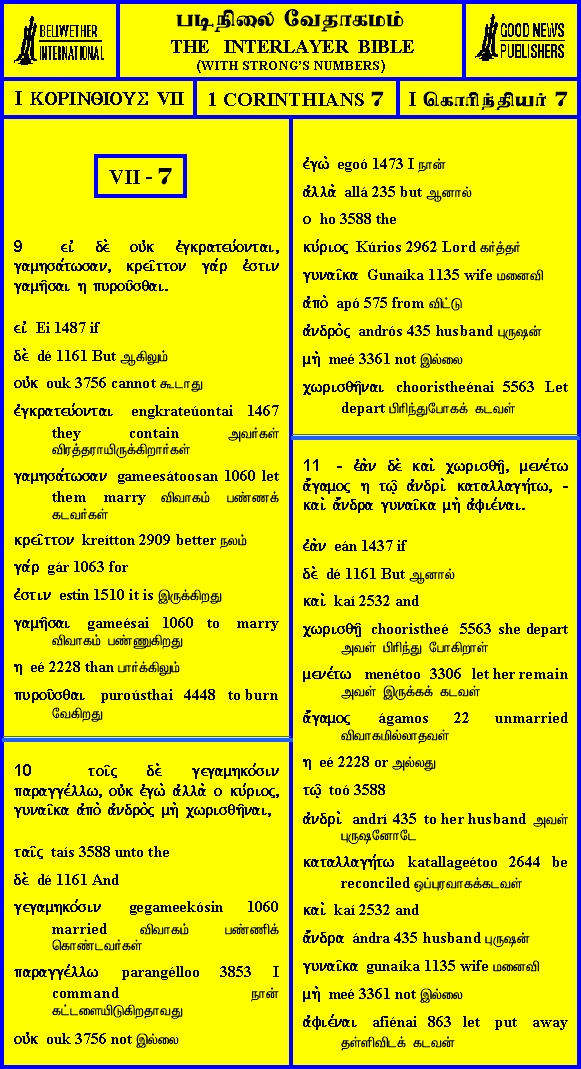 BELLWETHER
INTERNATIONAL
படிநிலை வேதாகமம்
THE INTERLAYER BIBLE
(WITH STRONG'S NUMBERS)
GOOD NEWS
PUBLISHERS
I ΚΟΡΙΝΘΙΟΥΣ VII
1 CORINTHIANS 7
I கொரிந்தியர் 7
VII - 7
9 εἰ δὲ οὐκ ἐγκρατεύονται,
γαμησάτωσαν, κρεῖττον γάρ ἐστιν
γαμῆσαι η πυροῦσθαι.
εἰ Ei 1487 if
δὲ dé 1161 But ஆகிலும்
οὐκ ouk 3756 cannot கூடாது
ἐγκρατεύονται engkrateúontai 1467
they contain அவர்கள்
விரத்தராயிருக்கிறார்கள்
γαμησάτωσαν gameesátoosan 1060 let
them marry விவாகம் பண்ணக்
கடவர்கள்
κρεῖττον kreítton 2909 better நலம்
γάρ gár 1063 for
ἐστιν estin 1510 it is இருக்கிறது
γαμῆσαι gameésai 1060 to marry
விவாகம் பண்ணுகிறது
η eé 2228 than பார்க்கிலும்
πυροῦσθαι puroústhai 4448 to burn
வேகிறது
10 τοῖς δὲ γεγαμηκόσιν
παραγγέλλω, οὐκ ἐγὼ ἀλλὰ ο κύριος,
γυναῖκα ἀπὸ ἀνδρὸς μὴ χωρισθῆναι,
ταῖς taís 3588 unto the
δὲ dé 1161 And
γεγαμηκόσιν gegameekósin 1060
married விவாகம் பண்ணிக்
கொண்டவர்கள்
παραγγέλλω parangélloo 3853 I
command நான்
கட்டளையிடுகிறதாவது
οὐκ ouk 3756 not இல்லை
ἐγὼ egoó 1473 I நான்
ἀλλὰ allá 235 but ஆனால்
ο ho 3588 the
κύριος Kúrios 2962 Lord கர்த்தர்
γυναῖκα Gunaíka 1135 wife மனைவி
ἀπὸ apó 575 from விட்டு
ἀνδρὸς andrós 435 husband புருஷன்
μὴ meé 3361 not இல்லை
χωρισθῆναι chooristheénai 5563 Let
depart பிரிந்துபோகக் கடவள்
11 - ἐὰν δὲ καὶ χωρισθῇ, μενέτω
ἄγαμος η τῷ ἀνδρὶ καταλλαγήτω, -
καὶ ἄνδρα γυναῖκα μὴ ἀφιέναι.
ἐὰν eán 1437 if
δὲ dé 1161 But ஆனால்
καὶ kaí 2532 and
χωρισθῇ chooristheé 5563 she depart
அவள் பிரிந்து போகிறாள்
μενέτω menétoo 3306 let her remain
அவள் இருக்கக் கடவள்
ἄγαμος ágamos 22 unmarried
விவாகமில்லாதவள்
η eé 2228 or அல்லது
τῷ toó 3588
ἀνδρὶ andrí 435 to her husband அவள்
புருஷனோடே
καταλλαγήτω katallageétoo 2644 be
reconciled ஒப்புரவாகக்கடவள்
καὶ kaí 2532 and
ἄνδρα ándra 435 husband புருஷன்
γυναῖκα gunaíka 1135 wife மனைவி
μὴ meé 3361 not இல்லை
ἀφιέναι afiénai 863 let put away
தள்ளிவிடக் கடவன்